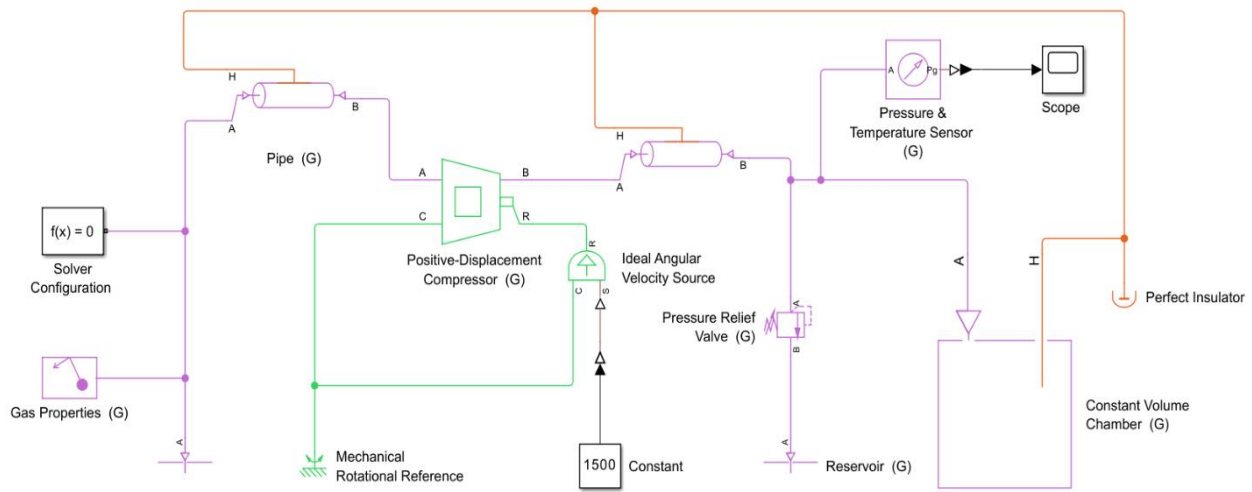 H
A
B
Pipe (G)
A
B
C
R
Positive-Displacement
Compressor (G)
R
C
S
Ideal Angular
Velocity Source
H
A
B
A
Pg
Pressure &
Temperature Sensor
(G)
Scope
f(x) = 0
Solver
Configuration
Gas Properties (G)
A
Mechanical
Rotational Reference
1500
Constant
Pressure Relief
Valve (G)
A
B
A
Reservoir (G)
A
H
Perfect Insulator
Constant Volume
Chamber (G)